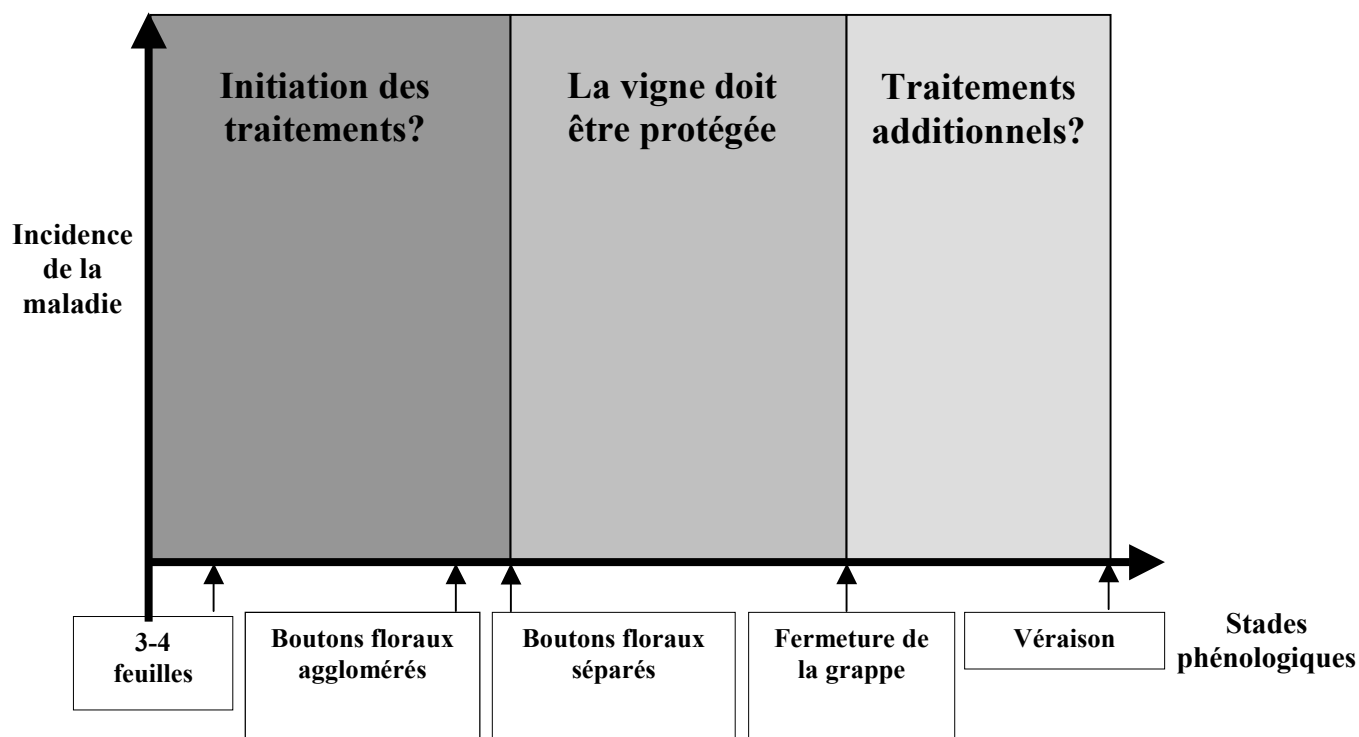 Initiation des
traitements?
La vigne doit
être protégée
Traitements
additionnels?
Incidence
de la
maladie
3-4
feuilles
Boutons floraux
agglomérés
Boutons floraux
séparés
Fermeture de
la grappe
Véraison
Stades
phénologiques